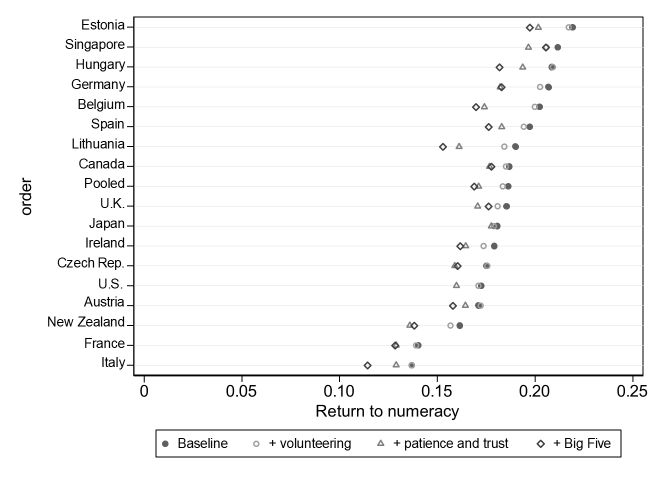 order
Estonia
Singapore
Hungary
Germany
Belgium
Spain
Lithuania
Canada
Pooled
U.K.
Japan
Ireland
Czech Rep.
U.S.
Austria
New Zealand
France
Italy
0 0.05 0.10 0.15 0.20 0.25
Return to numeracy
Baseline + volunteering + patience and trust + Big Five